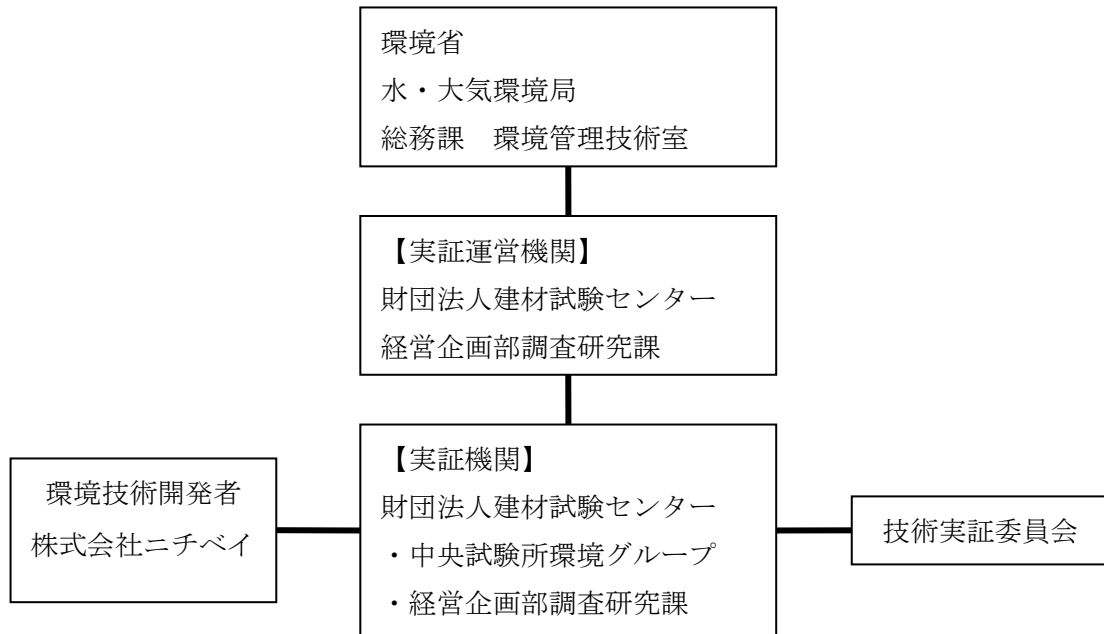 環境省
水・大気環境局
総務課　環境管理技術室
【実証運営機関】
財団法人建材試験センター
経営企画部調査研究課
【実証機関】
財団法人建材試験センター
・中央試験所環境グループ
・経営企画部調査研究課
環境技術開発者
株式会社ニチベイ
技術実証委員会